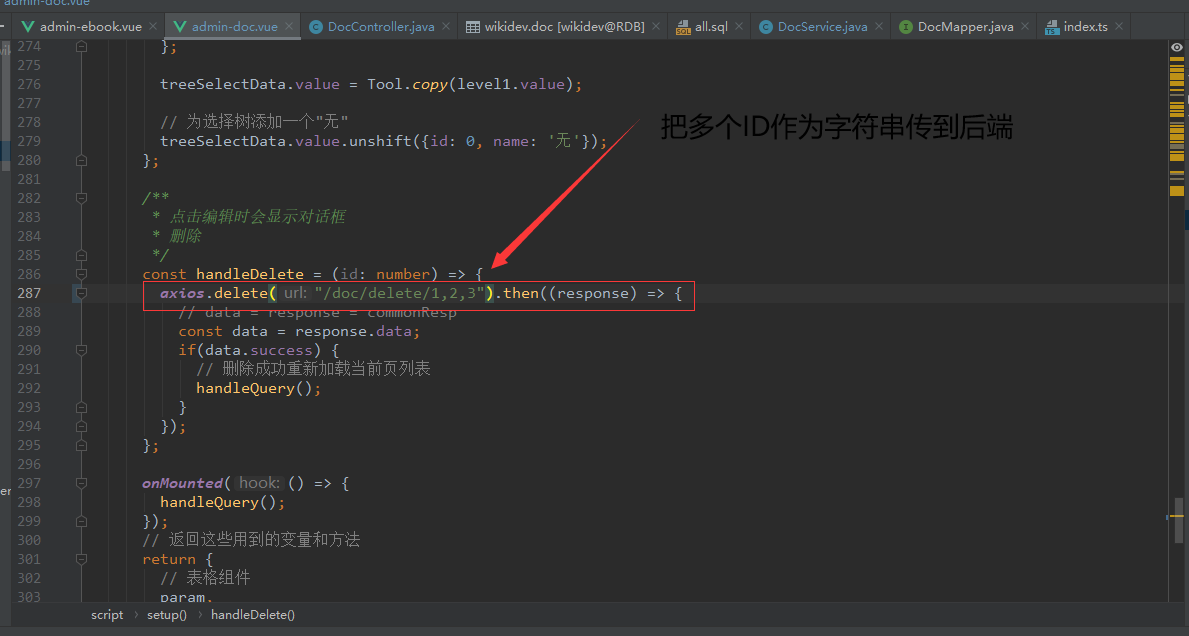 admin-doc.vue
admin-ebook.vue
admin-doc.vue
DocController.java
wikidev.doc [wikidev@RDB]
all.sql
DocService.java
DocMapper.java
index.ts
274 };
275
276 treeSelectData.value = Tool.copy(level1.value);
277
278 // 为选择树添加一个"无"
279 treeSelectData.value.unshift({id: 0, name: '无'});
280 };
把多个ID作为字符串传到后端
281
282 /**
283 * 点击编辑时会显示对话框
284 * 删除
285 */
286 const handleDelete = (id: number) => {
287 axios.delete( url: "/doc/delete/1,2,3").then((response) => {
288 // data = response = commonResp
289 const data = response.data;
290 if(data.success) {
291 // 删除成功重新加载当前页列表
292 handleQuery();
293 }
294 });
295 };
296
297 onMounted( hook: () => {
298 handleQuery();
299 });
300 // 返回这些用到的变量和方法
301 return {
302 // 表格组件
303 param,
script
setup()
handleDelete()